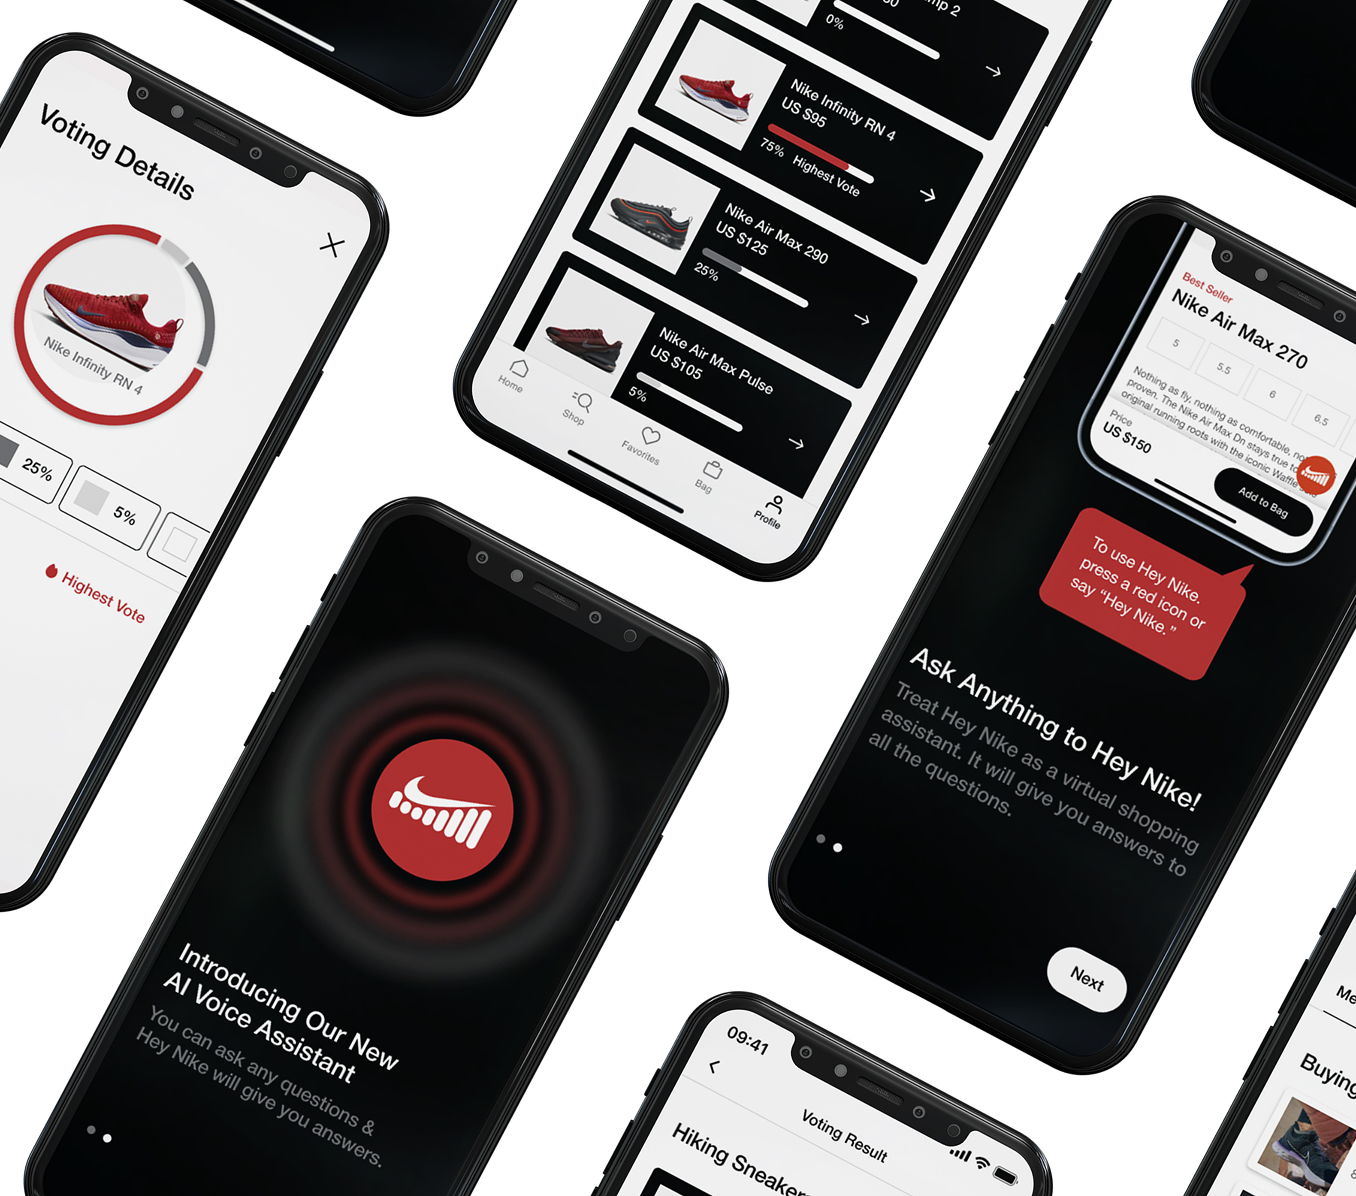 Voting Details
Nike Infinity RN 4
25%
5%
Highest Vote
0%
Nike Infinity RN 4
US $95
75% Highest Vote
Nike Air Max 290
US $125
25%
Nike Air Max Pulse
US $105
5%
Home
Shop
Favorites
Bag
Profile
Best Seller
Nike Air Max 270
5
5.5
6
6.5
Nothing as fly, nothing as comfortable,
proven. The Nike Air Max Dn stays true to
original running roots with the iconic Waffle
Price
US $150
Add to Bag
To use Hey Nike.
press a red icon or
say “Hey Nike.”
Ask Anything to Hey Nike!
Treat Hey Nike as a virtual shopping
assistant. It will give you answers to
all the questions.
Next
Introducing Our New
AI Voice Assistant
You can ask any questions &
Hey Nike will give you answers.
09:41
Voting Result
Hiking Sneaker
Me
Buying